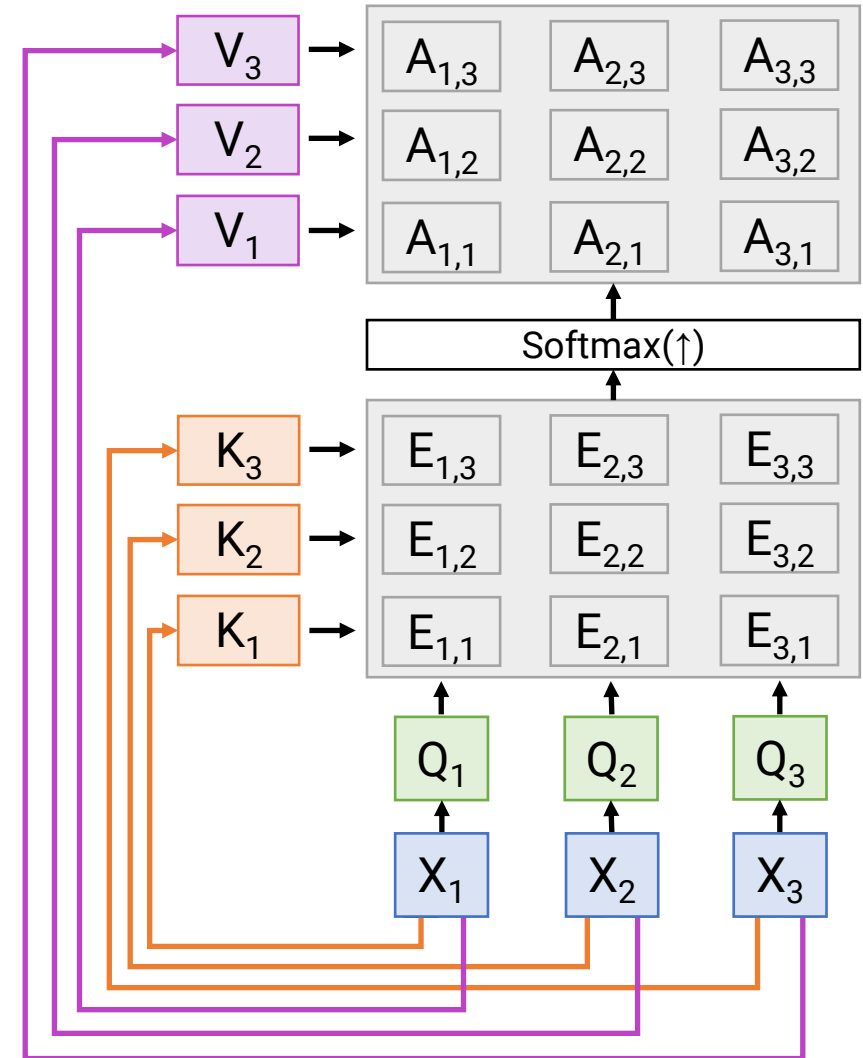 V₃ A₁,₃ A₂,₃ A₃,₃
V₂ A₁,₂ A₂,₂ A₃,₂
V₁ A₁,₁ A₂,₁ A₃,₁
Softmax(↑)
K₃ E₁,₃ E₂,₃ E₃,₃
K₂ E₁,₂ E₂,₂ E₃,₂
K₁ E₁,₁ E₂,₁ E₃,₁
Q₁ Q₂ Q₃
X₁ X₂ X₃